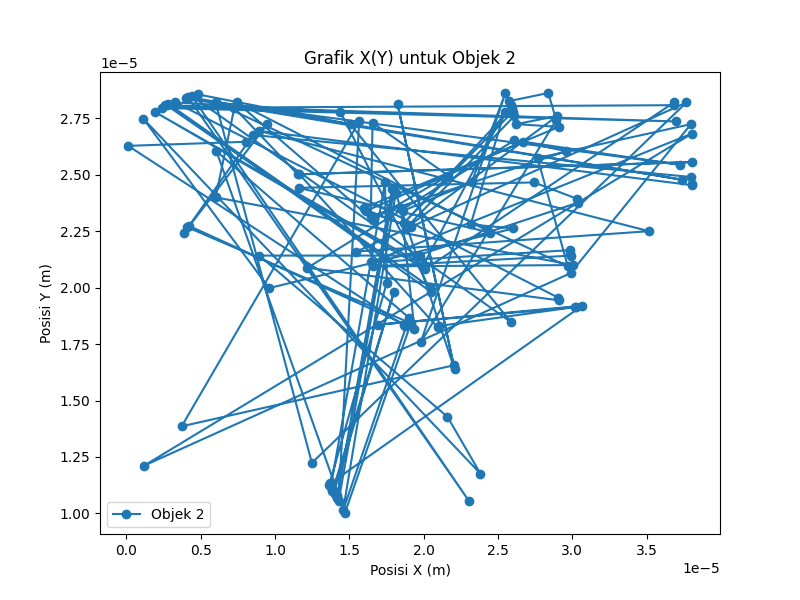 Grafik X(Y) untuk Objek 2
1e−5
2.75
2.50
2.25
2.00
1.75
1.50
1.25
1.00
Posisi Y (m)
Objek 2
0.0 0.5 1.0 1.5 2.0 2.5 3.0 3.5
Posisi X (m)
1e−5